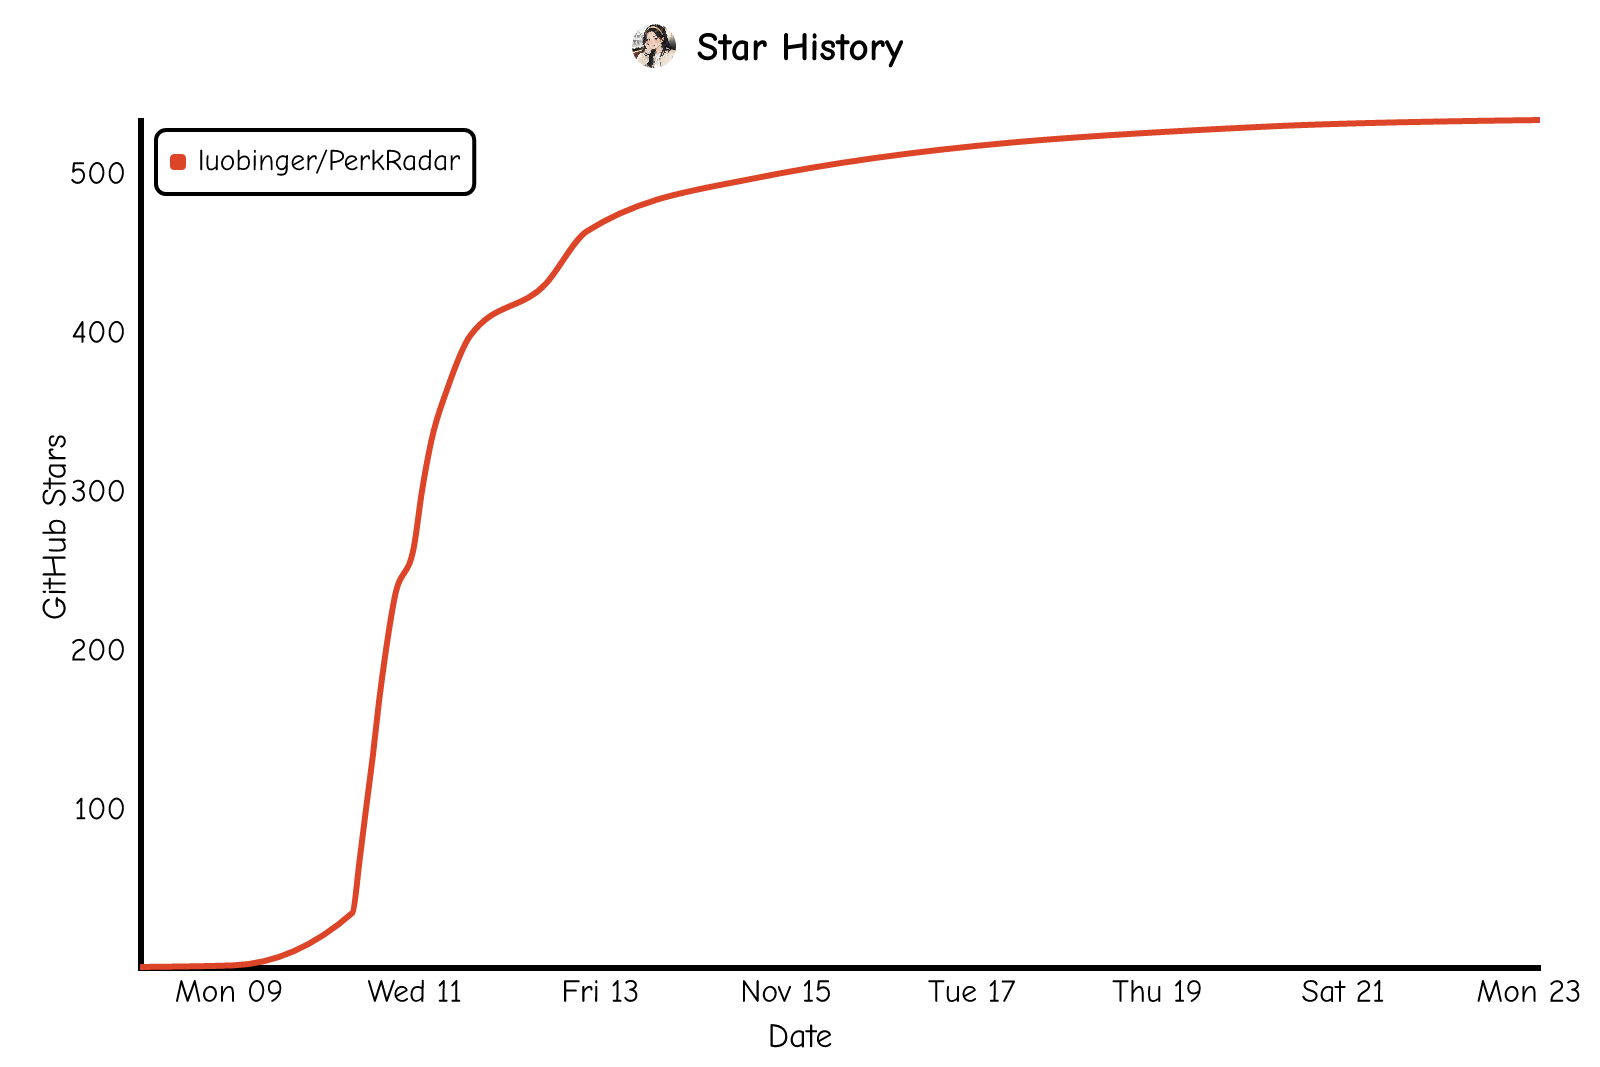 Star History
luobinger/PerkRadar
500
400
300
200
100
GitHub Stars
Mon 09
Wed 11
Fri 13
Nov 15
Tue 17
Thu 19
Sat 21
Mon 23
Date